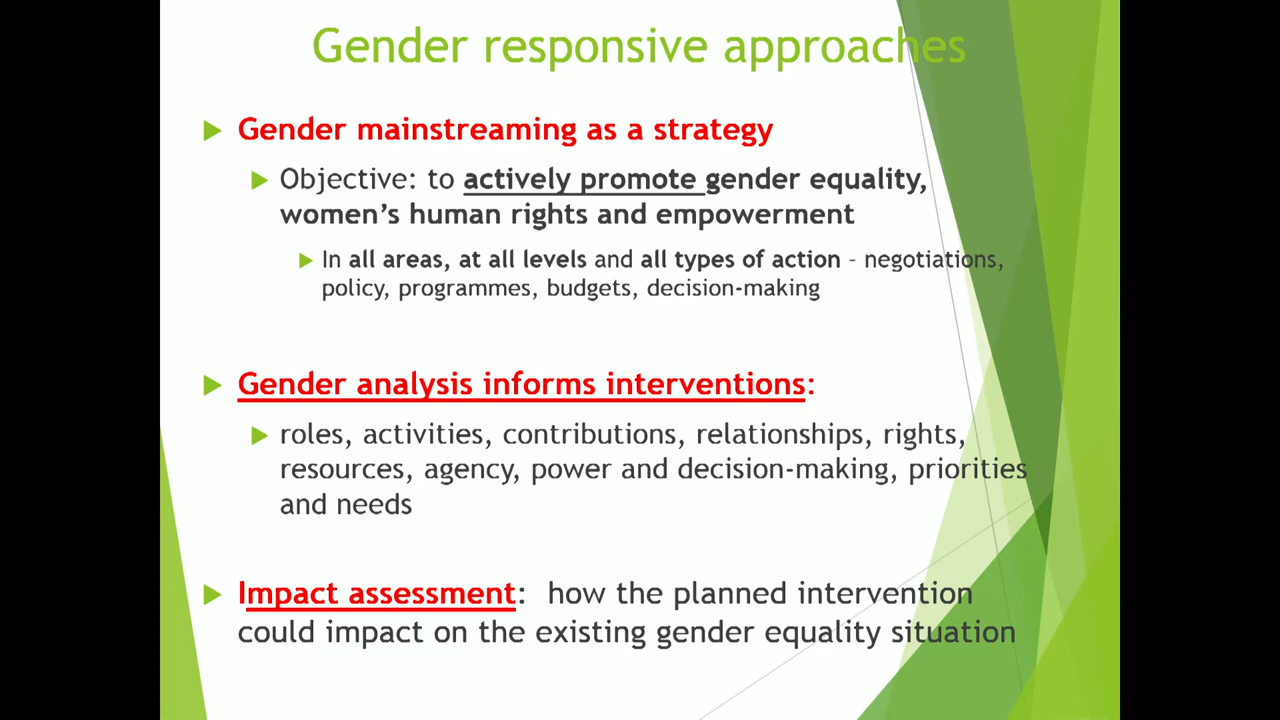 Gender responsive approaches
Gender mainstreaming as a strategy
Objective: to actively promote gender equality,
women’s human rights and empowerment
In all areas, at all levels and all types of action – negotiations,
policy, programmes, budgets, decision-making
Gender analysis informs interventions:
roles, activities, contributions, relationships, rights,
resources, agency, power and decision-making, priorities
and needs
Impact assessment: how the planned intervention
could impact on the existing gender equality situation